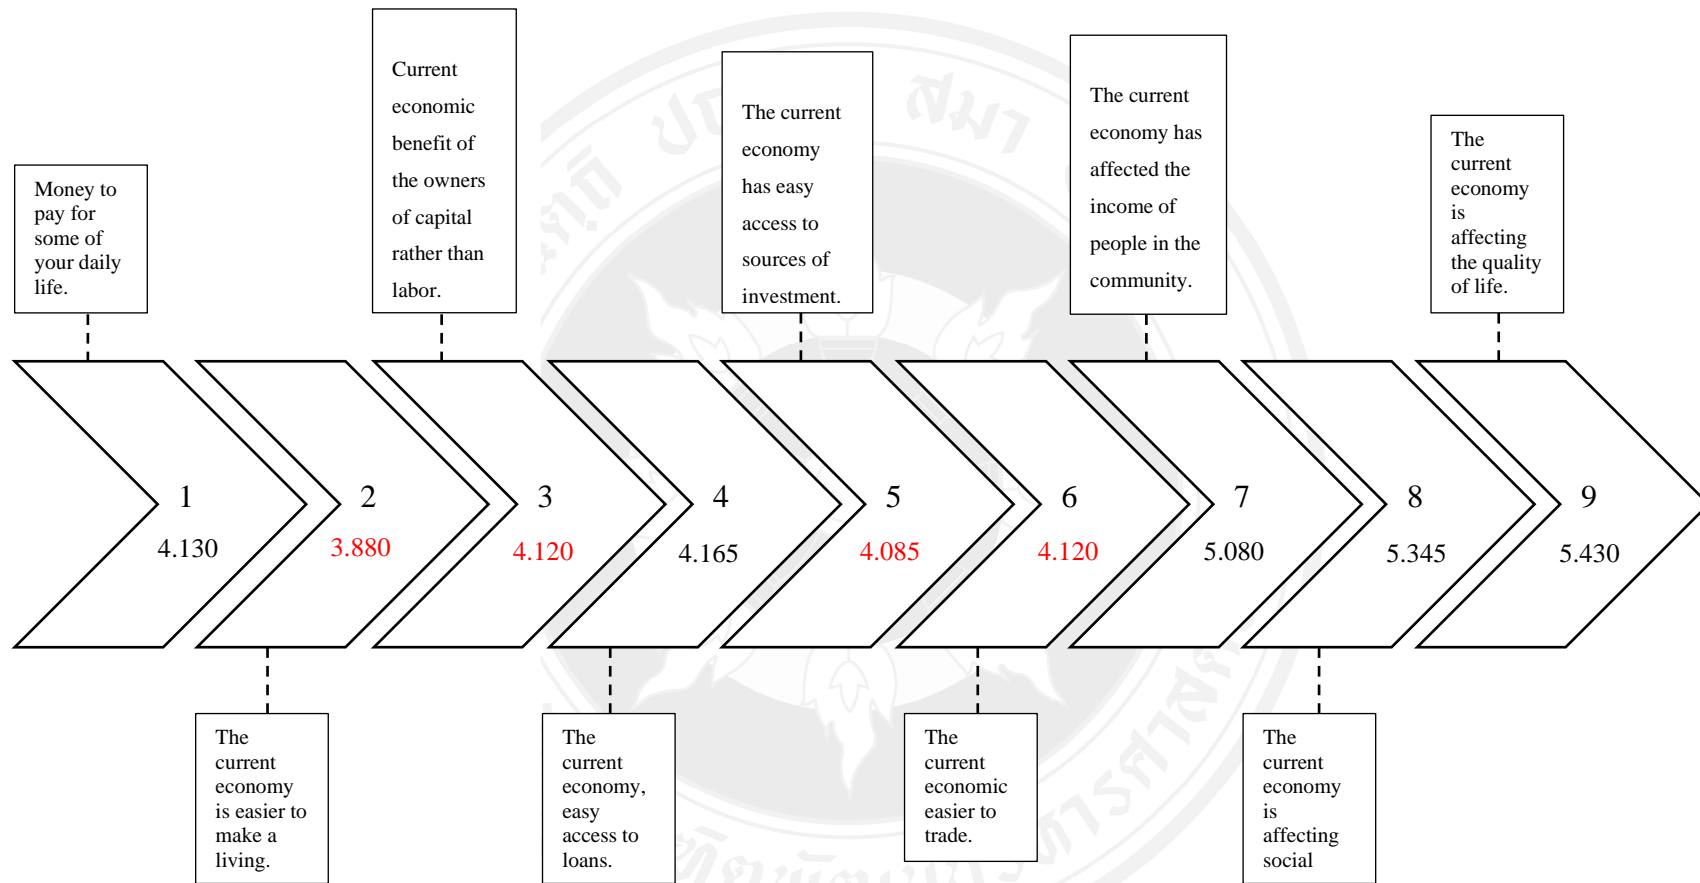 Money to
pay for
some of
your daily
life.
Current
economic
benefit of
the owners
of capital
rather than
labor.
The current
economy
has easy
access to
sources of
investment.
The current
economy has
affected the
income of
people in the
community.
The
current
economy
is
affecting
the quality
of life.
1
4.130
2
3.880
3
4.120
4
4.165
5
4.085
6
4.120
7
5.080
8
5.345
9
5.430
The
current
economy
is easier to
make a
living.
The
current
economy,
easy
access to
loans.
The
current
economic
easier to
trade.
The
current
economy
is
affecting
social